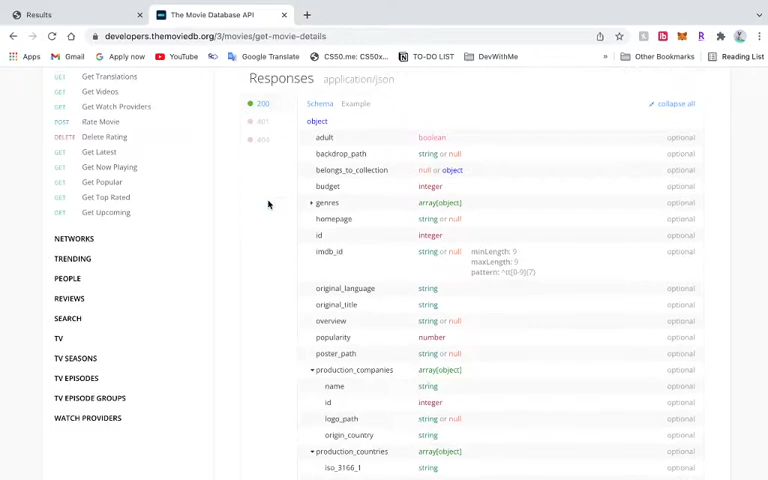 Results
The Movie Database API
developers.themoviedb.org/3/movies/get-movie-details
Apps
Gmail
Apply now
YouTube
Google Translate
CS50.me: CS50x...
TO-DO LIST
DevWithMe
»
Other Bookmarks
Reading List
GET Get Translations
GET Get Videos
GET Get Watch Providers
POST Rate Movie
DELETE Delete Rating
GET Get Latest
GET Get Now Playing
GET Get Popular
GET Get Top Rated
GET Get Upcoming
NETWORKS
TRENDING
PEOPLE
REVIEWS
SEARCH
TV
TV SEASONS
TV EPISODES
TV EPISODE GROUPS
WATCH PROVIDERS
Responses application/json
200
401
404
Schema Example collapse all
object
adult boolean optional
backdrop_path string or null optional
belongs_to_collection null or object optional
budget integer optional
genres array[object] optional
homepage string or null optional
id integer optional
imdb_id string or null minLength: 9 optional
maxLength: 9
pattern: ^tt[0-9]{7}
original_language string optional
original_title string optional
overview string or null optional
popularity number optional
poster_path string or null optional
production_companies array[object] optional
name string optional
id integer optional
logo_path string or null optional
origin_country string optional
production_countries array[object] optional
iso_3166_1 string optional